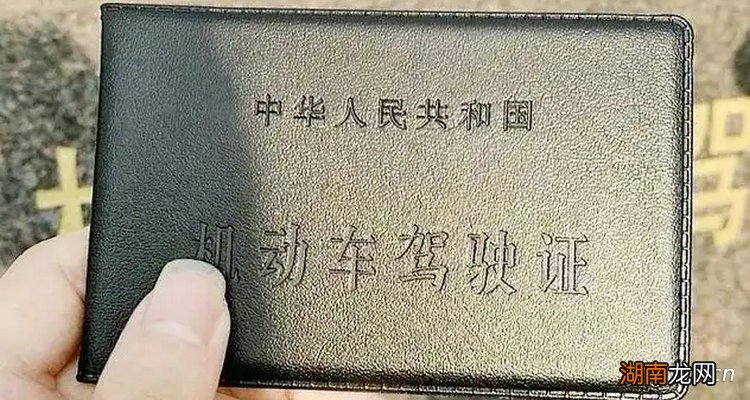 中华人民共和国
机动车驾驶证
湖南龙网